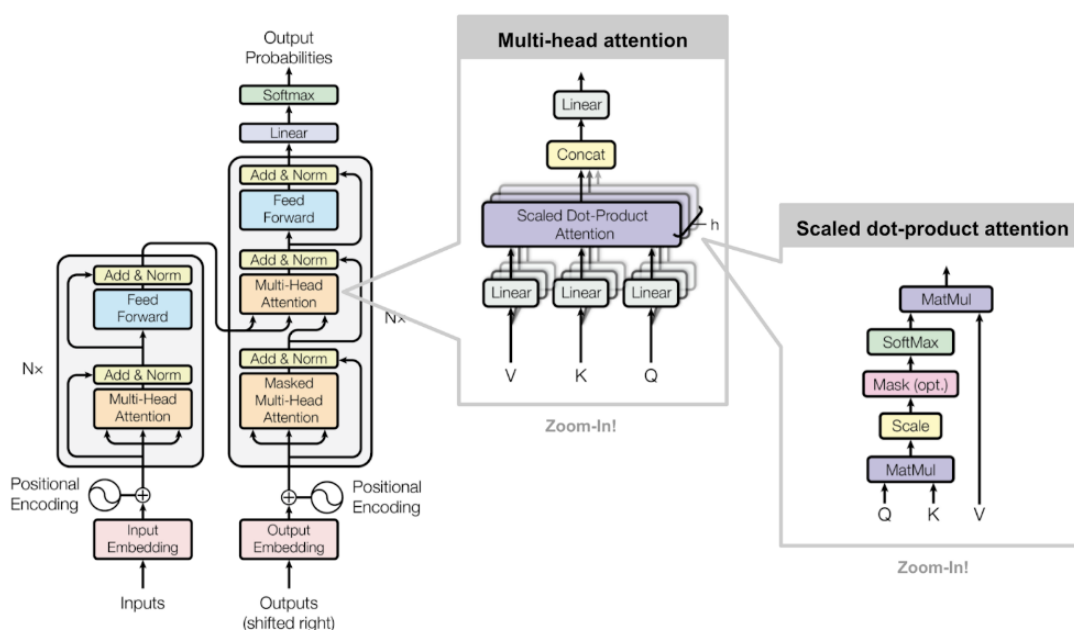 Output
Probabilities
Softmax
Linear
Add & Norm
Feed
Forward
Add & Norm
Multi-Head
Attention
Nx
Add & Norm
Masked
Multi-Head
Attention
Add & Norm
Feed
Forward
Nx
Add & Norm
Multi-Head
Attention
Positional
Encoding
Positional
Encoding
Input
Embedding
Output
Embedding
Inputs
Outputs
(shifted right)
Multi-head attention
Linear
Concat
Scaled Dot-Product
Attention
h
Linear
Linear
Linear
V
K
Q
Zoom-In!
Scaled dot-product attention
MatMul
SoftMax
Mask (opt.)
Scale
MatMul
Q
K
V
Zoom-In!